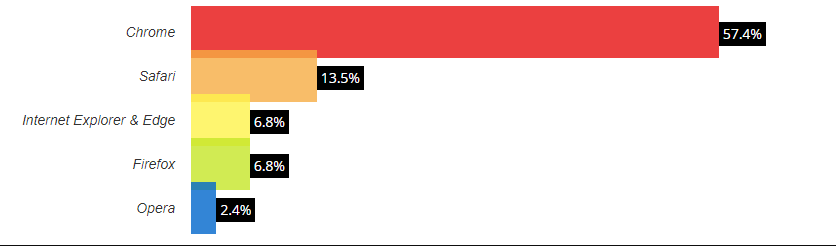 Chrome 57.4%
Safari 13.5%
Internet Explorer & Edge 6.8%
Firefox 6.8%
Opera 2.4%